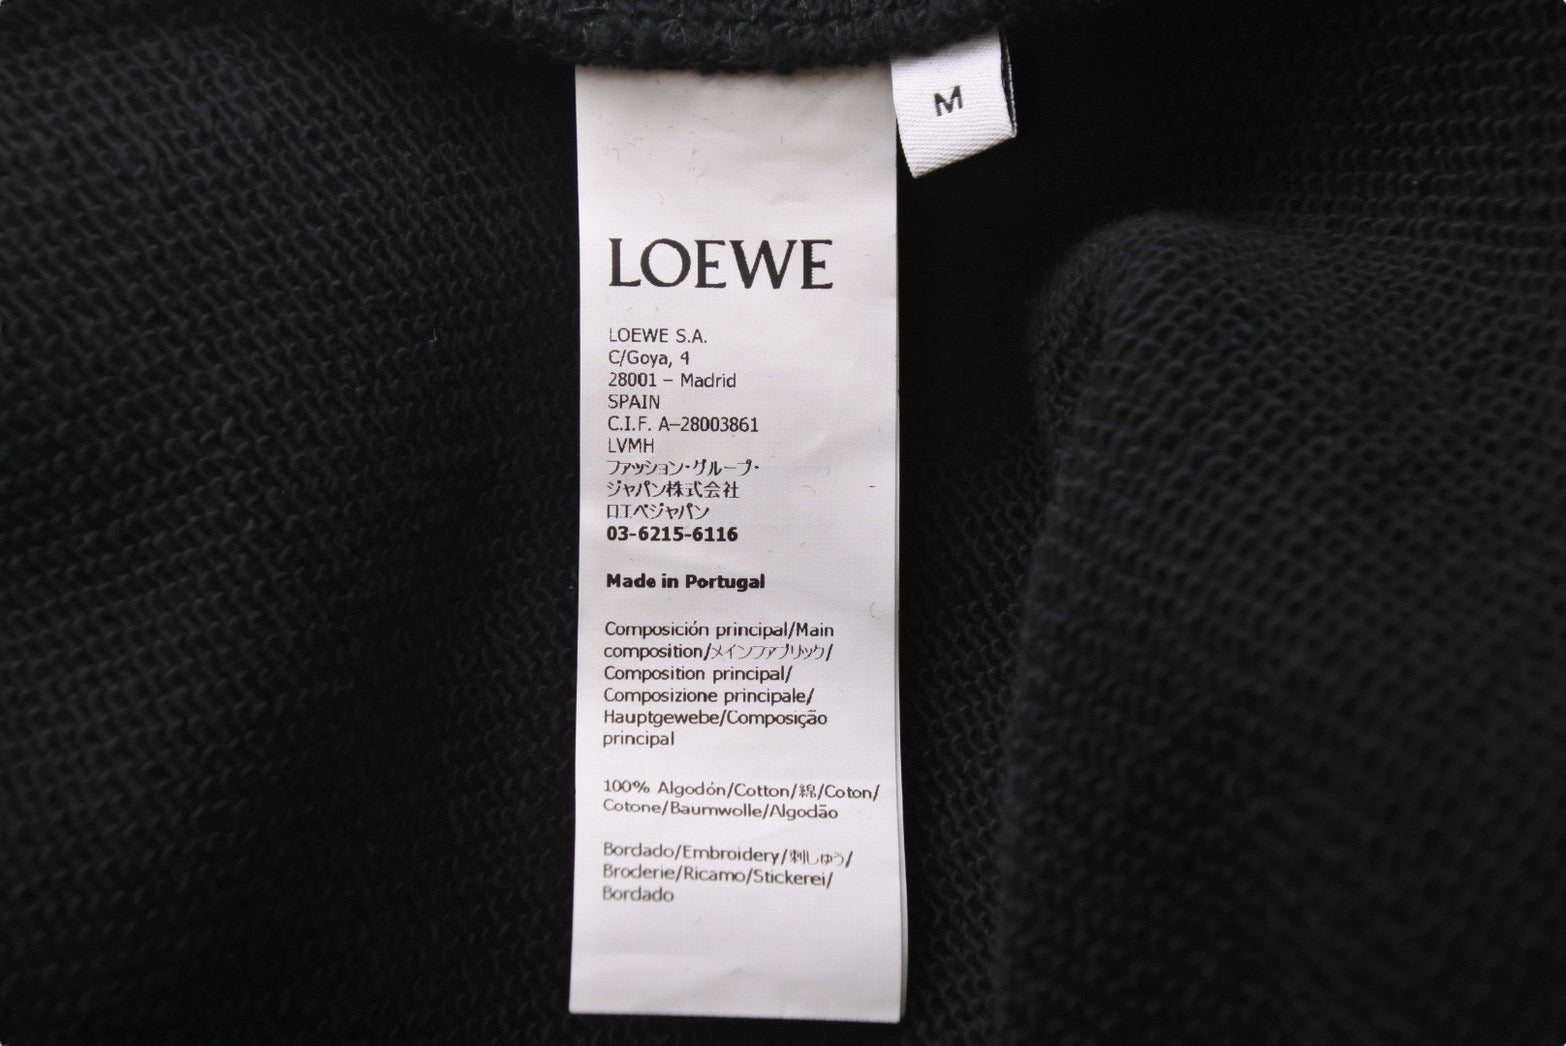 M
LOEWE
LOEWE S.A.
C/Goya, 4
28001 – Madrid
SPAIN
C.I.F. A–28003861
LVMH
ファッション・グループ・
ジャパン株式会社
ロエベジャパン
03-6215-6116
Made in Portugal
Composición principal/Main
composition/メインファブリック/
Composition principal/
Composizione principale/
Hauptgewebe/Composição
principal
100% Algodón/Cotton/綿/Coton/
Cotone/Baumwolle/Algodão
Bordado/Embroidery/刺しゅう/
Broderie/Ricamo/Stickerei/
Bordado